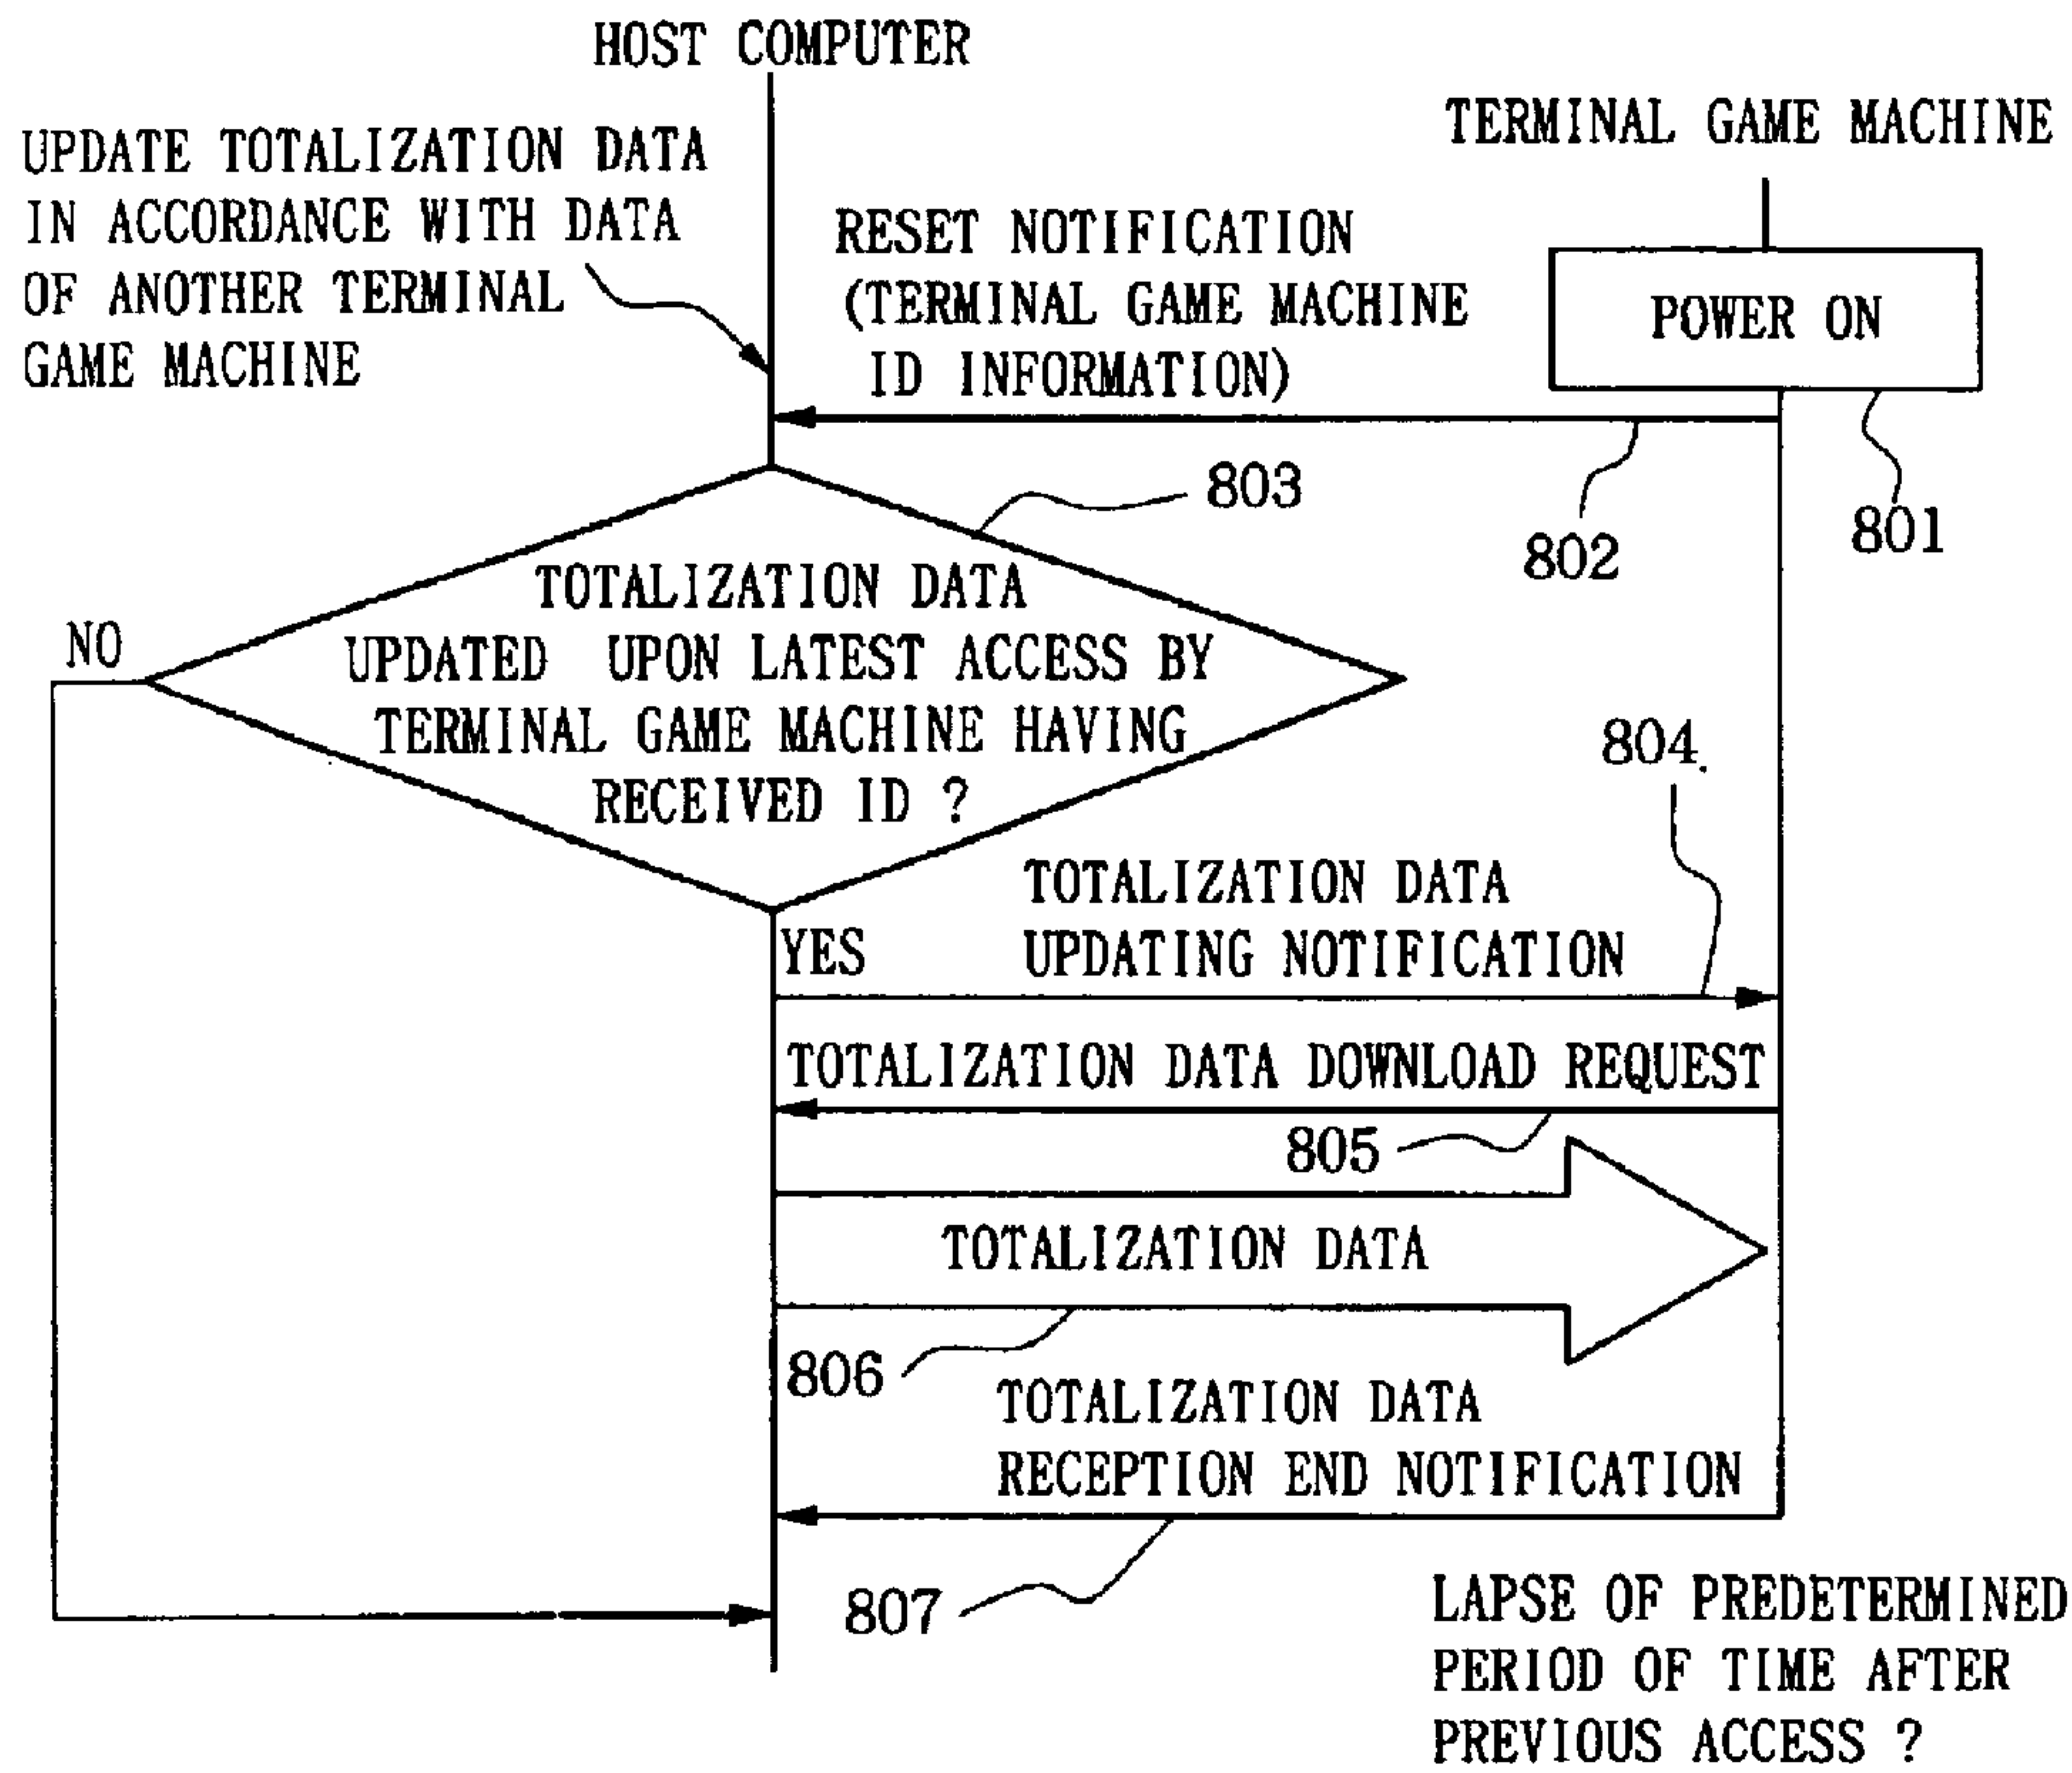 HOST COMPUTER
TERMINAL GAME MACHINE
UPDATE TOTALIZATION DATA
IN ACCORDANCE WITH DATA
OF ANOTHER TERMINAL
GAME MACHINE
RESET NOTIFICATION
(TERMINAL GAME MACHINE
ID INFORMATION)
POWER ON
803
802
801
TOTALIZATION DATA
UPDATED UPON LATEST ACCESS BY
TERMINAL GAME MACHINE HAVING
RECEIVED ID ?
NO
804
YES
TOTALIZATION DATA
UPDATING NOTIFICATION
TOTALIZATION DATA DOWNLOAD REQUEST
805
TOTALIZATION DATA
806
TOTALIZATION DATA
RECEPTION END NOTIFICATION
807
LAPSE OF PREDETERMINED
PERIOD OF TIME AFTER
PREVIOUS ACCESS ?